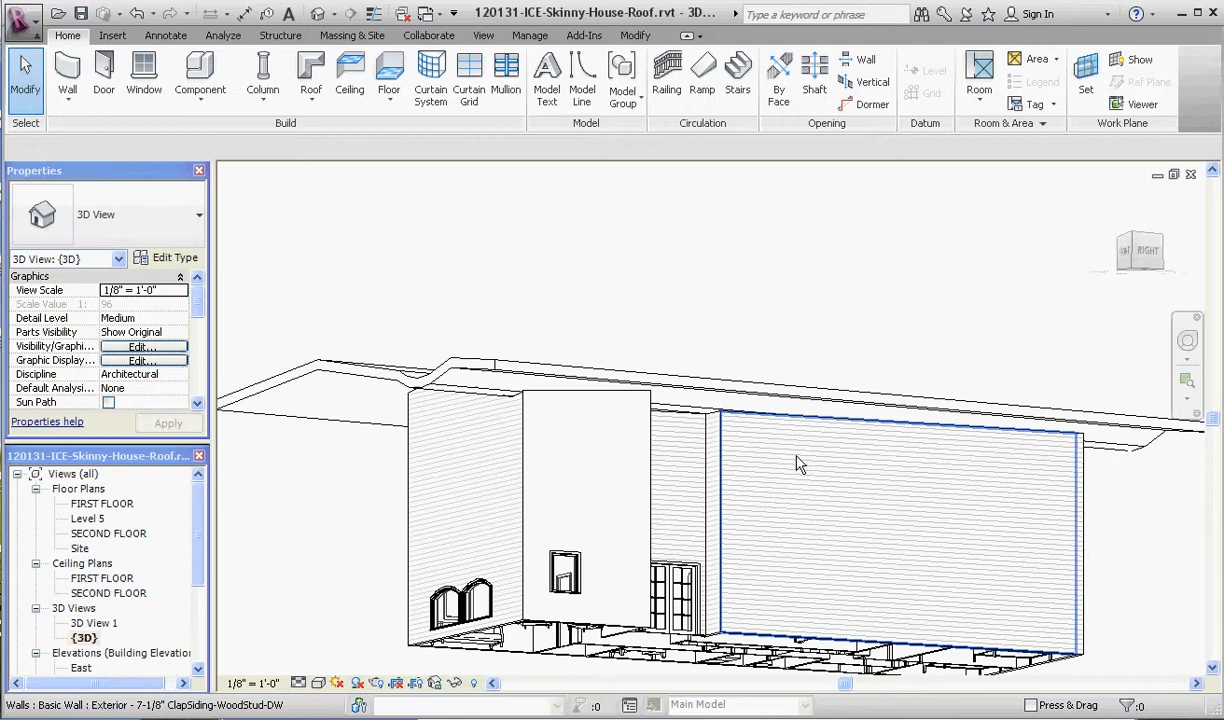 120131-ICE-Skinny-House-Roof.rvt - 3D...
Type a keyword or phrase
Sign In
Home Insert Annotate Analyze Structure Massing & Site Collaborate View Manage Add-Ins Modify
Modify
Wall
Door
Window
Component
Column
Roof
Ceiling
Floor
Curtain System
Curtain Grid
Mullion
Model Text
Model Line
Model Group
Railing
Ramp
Stairs
By Face
Shaft
Wall
Vertical
Dormer
Level
Grid
Room
Area
Legend
Tag
Set
Show
Ref Plane
Viewer
Select Build Model Circulation Opening Datum Room & Area Work Plane
Properties
3D View
3D View: {3D} Edit Type
Graphics
View Scale 1/8" = 1'-0"
Scale Value 1: 96
Detail Level Medium
Parts Visibility Show Original
Visibility/Graphi... Edit...
Graphic Display... Edit...
Discipline Architectural
Default Analysi... None
Sun Path
Properties help Apply
120131-ICE-Skinny-House-Roof.rv...
Views (all)
Floor Plans
FIRST FLOOR
Level 5
SECOND FLOOR
Site
Ceiling Plans
FIRST FLOOR
SECOND FLOOR
3D Views
3D View 1
{3D}
Elevations (Building Elevation
East
RIGHT
1/8" = 1'-0"
Walls : Basic Wall : Exterior - 7-1/8" ClapSiding-WoodStud-DW
:0
Main Model
Press & Drag
:0